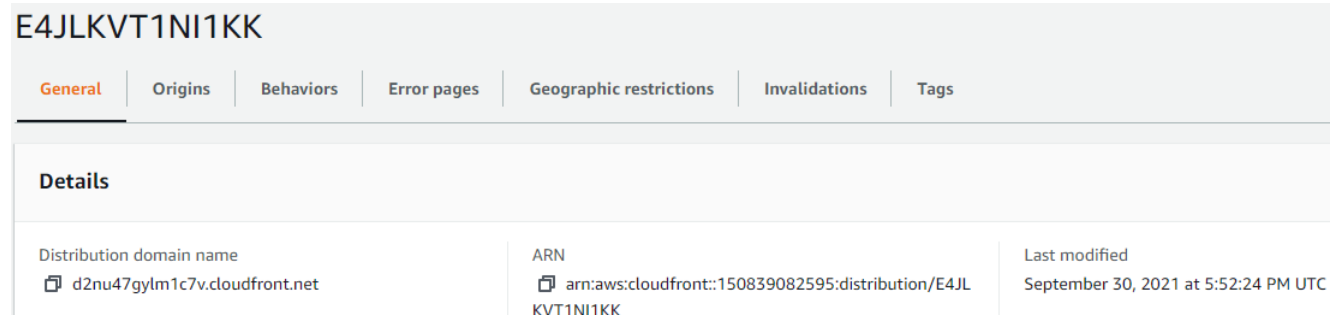 E4JLKVT1NI1KK
General Origins Behaviors Error pages Geographic restrictions Invalidations Tags
Details
Distribution domain name
d2nu47gylm1c7v.cloudfront.net
ARN
arn:aws:cloudfront::150839082595:distribution/E4JL
KVT1NI1KK
Last modified
September 30, 2021 at 5:52:24 PM UTC